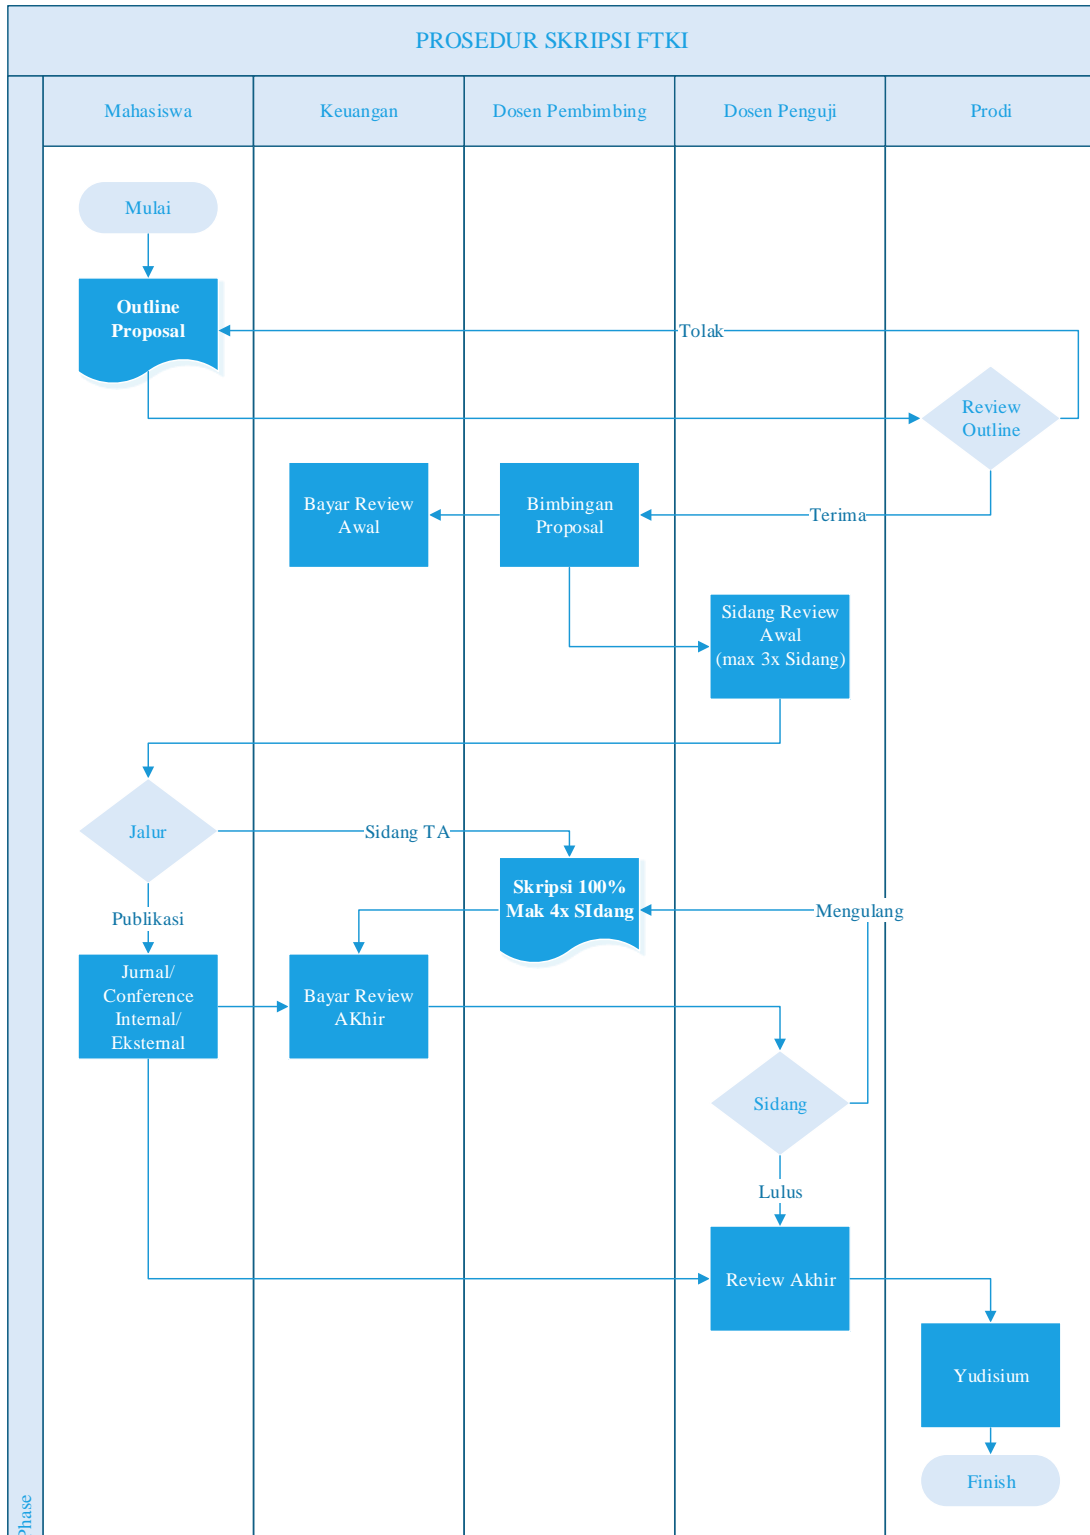 PROSEDUR SKRIPSI FTKI
Mahasiswa
Keuangan
Dosen Pembimbing
Dosen Penguji
Prodi
Mulai
Outline
Proposal
Tolak
Review
Outline
Bayar Review
Awal
Bimbingan
Proposal
Terima
Sidang Review
Awal
(max 3x Sidang)
Jalur
Sidang TA
Skripsi 100%
Mak 4x SIdang
Mengulang
Publikasi
Jurnal/
Conference
Internal/
Eksternal
Bayar Review
AKhir
Sidang
Lulus
Review Akhir
Yudisium
Finish
Phase